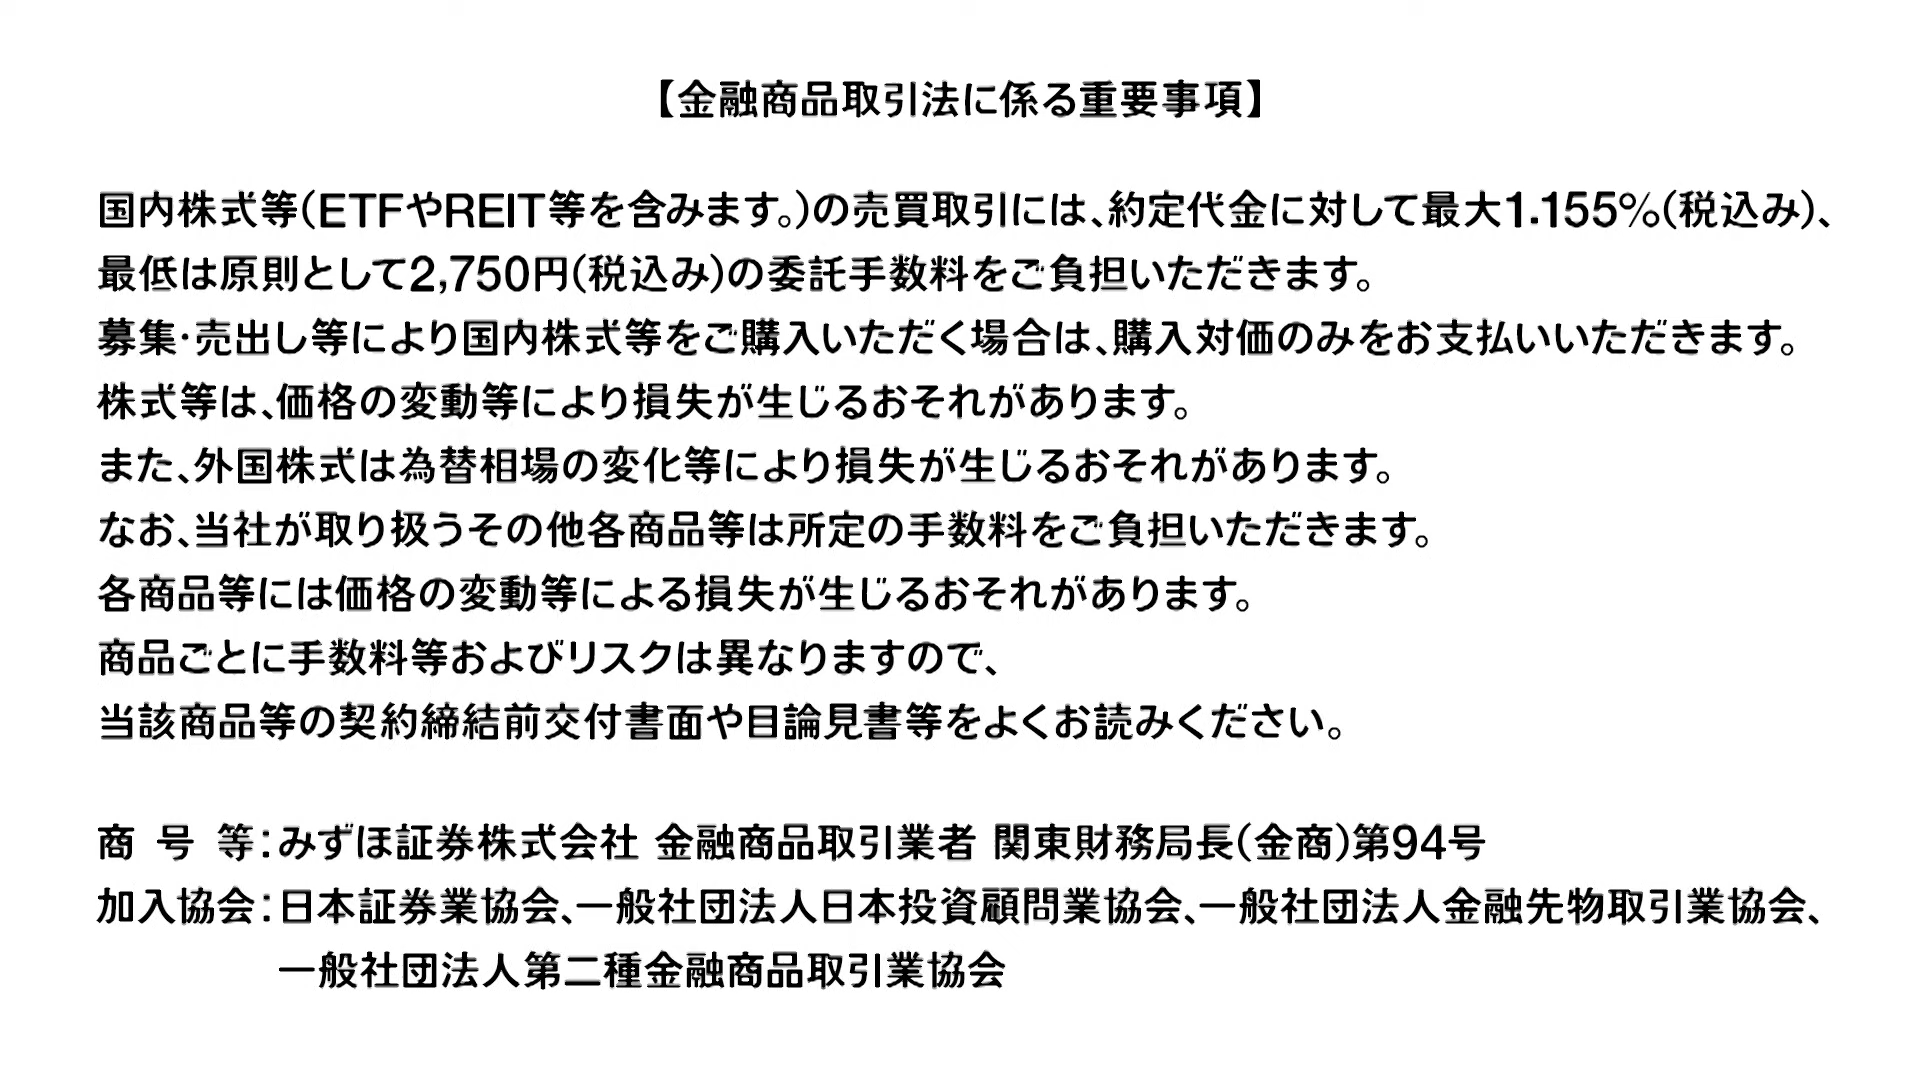 【金融商品取引法に係る重要事項】
国内株式等(ETFやREIT等を含みます。)の売買取引には、約定代金に対して最大1.155%(税込み)、
最低は原則として2,750円(税込み)の委託手数料をご負担いただきます。
募集・売出し等により国内株式等をご購入いただく場合は、購入対価のみをお支払いいただきます。
株式等は、価格の変動等により損失が生じるおそれがあります。
また、外国株式は為替相場の変化等により損失が生じるおそれがあります。
なお、当社が取り扱うその他各商品等は所定の手数料をご負担いただきます。
各商品等には価格の変動等による損失が生じるおそれがあります。
商品ごとに手数料等およびリスクは異なりますので、
当該商品等の契約締結前交付書面や目論見書等をよくお読みください。
商 号 等：みずほ証券株式会社 金融商品取引業者 関東財務局長(金商)第94号
加入協会：日本証券業協会、一般社団法人日本投資顧問業協会、一般社団法人金融先物取引業協会、
一般社団法人第二種金融商品取引業協会